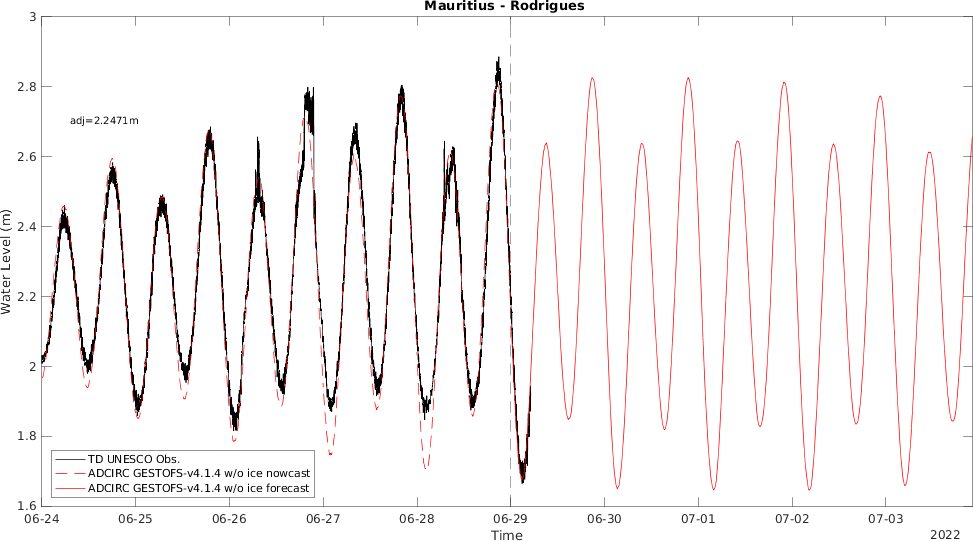 Mauritius - Rodrigues
3
2.8
adj=2.2471m
2.6
2.4
Water Level (m)
2.2
2
1.8
TD UNESCO Obs.
ADCIRC GESTOFS-v4.1.4 w/o ice nowcast
ADCIRC GESTOFS-v4.1.4 w/o ice forecast
1.6
06-24 06-25 06-26 06-27 06-28 06-29 06-30 07-01 07-02 07-03
Time
2022